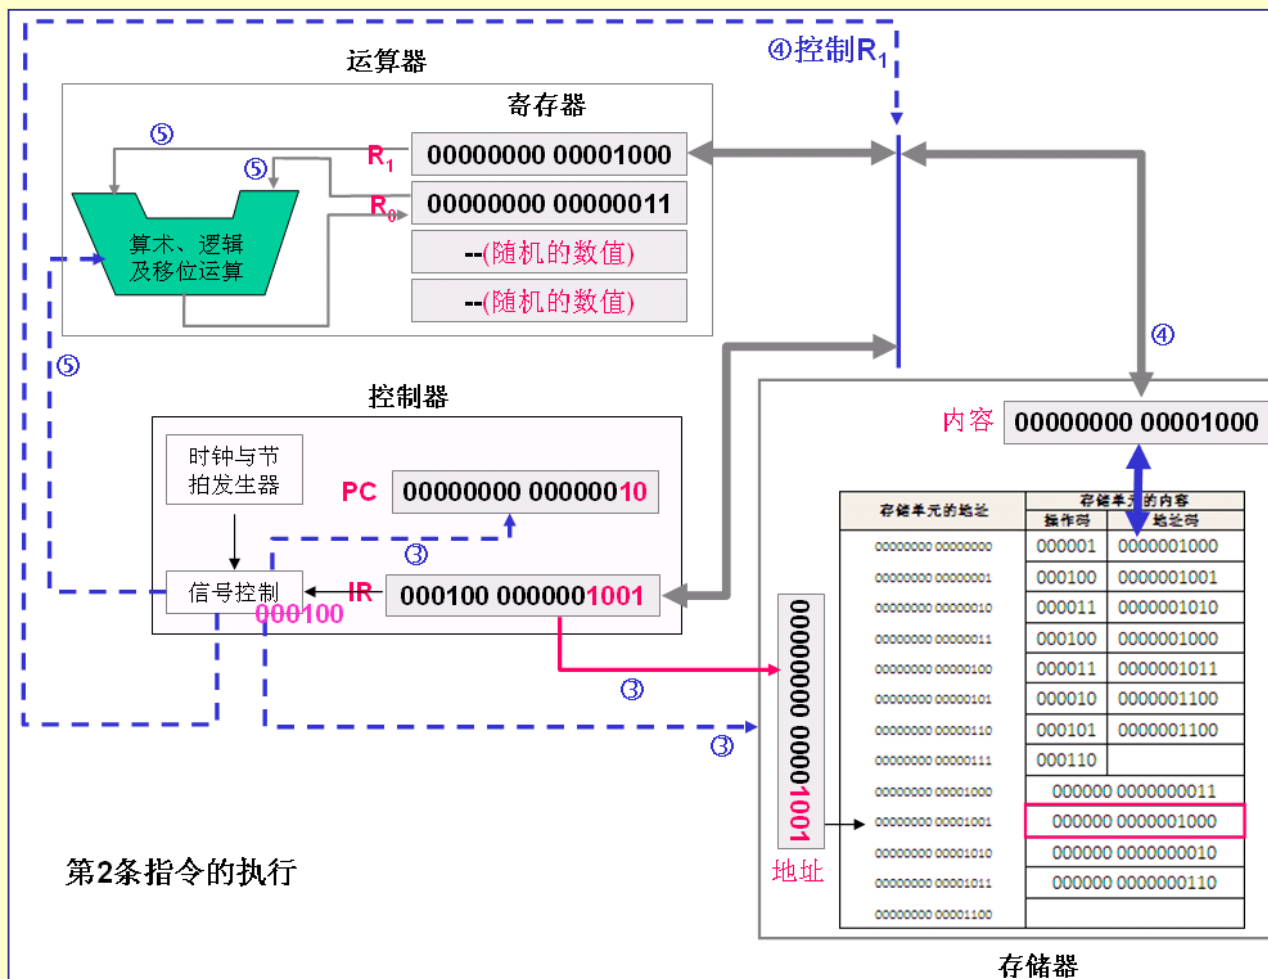 ④控制R1
运算器
寄存器
⑤
R1
00000000 00001000
⑤
R0
00000000 00000011
算术、逻辑
及移位运算
--(随机的数值)
--(随机的数值)
④
⑤
控制器
内容
00000000 00001000
时钟与节
拍发生器
PC
00000000 00000010
③
信号控制
000100
IR
000100 0000001001
③
③
00000000 00001001
地址
存储单元的地址
存储单元的内容
操作码
地址码
00000000 00000000 000001 0000001000
00000000 00000001 000100 0000001001
00000000 00000010 000011 0000001010
00000000 00000011 000100 0000001000
00000000 00000100 000011 0000001011
00000000 00000101 000010 0000001100
00000000 00000110 000101 0000001100
00000000 00000111 000110
00000000 00001000 000000 0000000011
00000000 00001001 000000 0000001000
00000000 00001010 000000 0000000010
00000000 00001011 000000 0000000110
00000000 00001100
第2条指令的执行
存储器